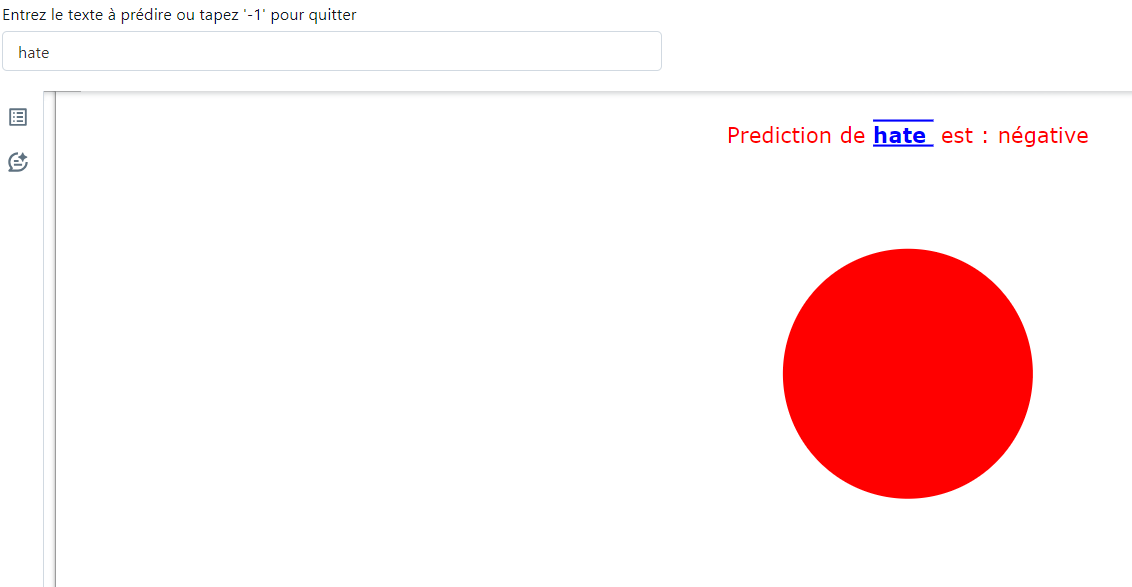 Entrez le texte à prédire ou tapez '-1' pour quitter
hate
Prediction de hate est : négative